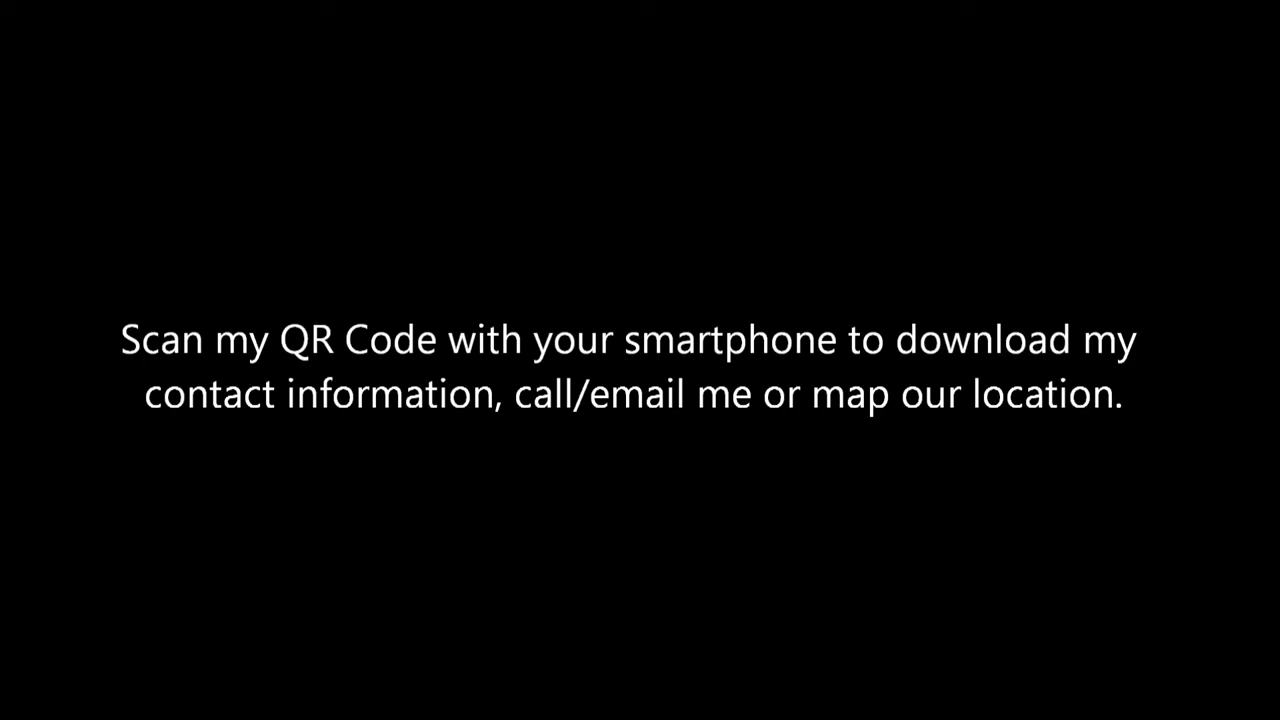 Scan my QR Code with your smartphone to download my
contact information, call/email me or map our location.